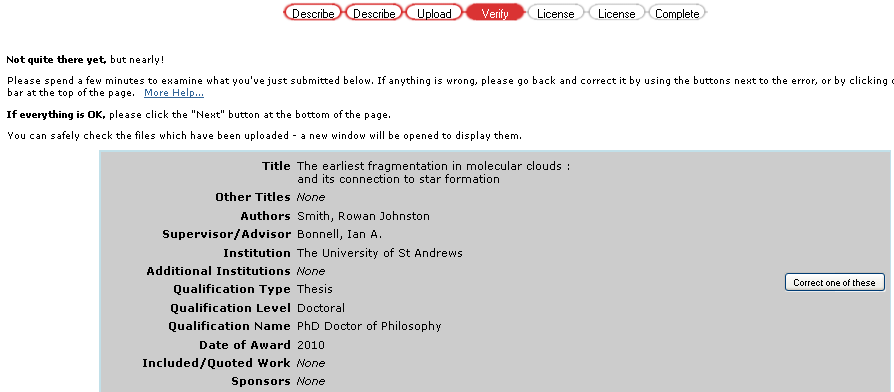 Describe Describe Upload Verify License License Complete
Not quite there yet, but nearly!
Please spend a few minutes to examine what you've just submitted below. If anything is wrong, please go back and correct it by using the buttons next to the error, or by clicking
bar at the top of the page. More Help...
If everything is OK, please click the "Next" button at the bottom of the page.
You can safely check the files which have been uploaded - a new window will be opened to display them.
Title The earliest fragmentation in molecular clouds :
and its connection to star formation
Other Titles None
Authors Smith, Rowan Johnston
Supervisor/Advisor Bonnell, Ian A.
Institution The University of St Andrews
Additional Institutions None
Correct one of these
Qualification Type Thesis
Qualification Level Doctoral
Qualification Name PhD Doctor of Philosophy
Date of Award 2010
Included/Quoted Work None
Sponsors None